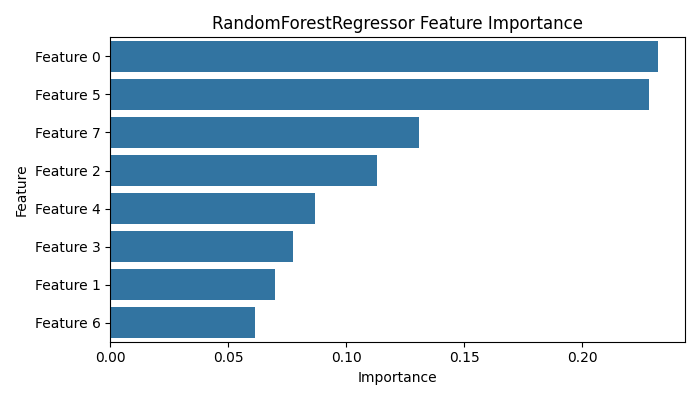 RandomForestRegressor Feature Importance
Feature 0
Feature 5
Feature 7
Feature 2
Feature 4
Feature 3
Feature 1
Feature 6
Feature
0.00 0.05 0.10 0.15 0.20
Importance